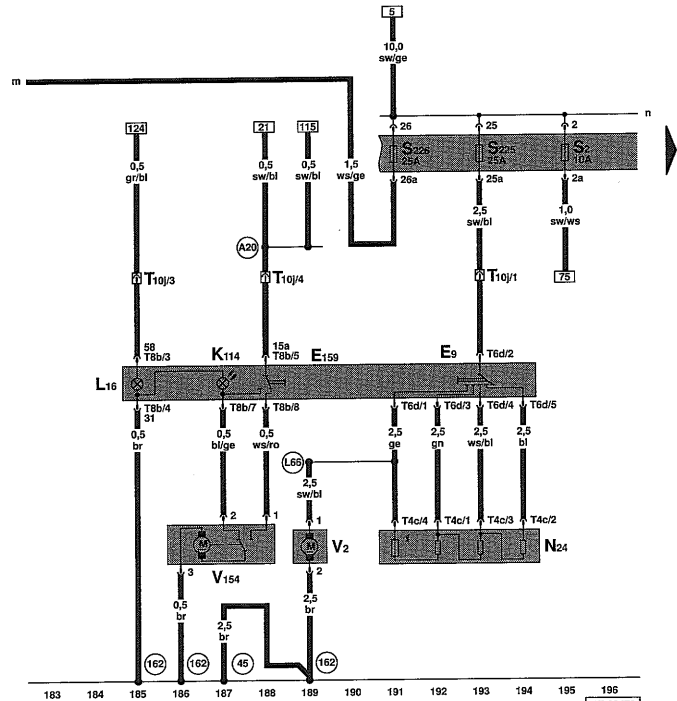 5
10,0
sw/ge
m
n
124
21
115
26
25
2
S226
25A
S225
25A
S2
10A
0,5
gr/bl
0,5
sw/bl
0,5
sw/bl
1,5
ws/ge
26a
25a
2a
2,5
sw/bl
1,0
sw/ws
A20
T10j/3
T10j/4
T10j/1
75
58
T8b/3
K114
15a
T8b/5
E159
E9
T6d/2
L16
T8b/4
31
T8b/7
T8b/8
T6d/1
T6d/3
T6d/4
T6d/5
0,5
br
0,5
bl/ge
0,5
ws/ro
2,5
ge
2,5
gn
2,5
ws/bl
2,5
bl
L66
2,5
sw/bl
2
1
1
T4c/4
T4c/1
T4c/3
T4c/2
M
M
V2
N24
3
V154
2
0,5
br
2,5
br
2,5
br
162
162
45
162
183
184
185
186
187
188
189
190
191
192
193
194
195
196